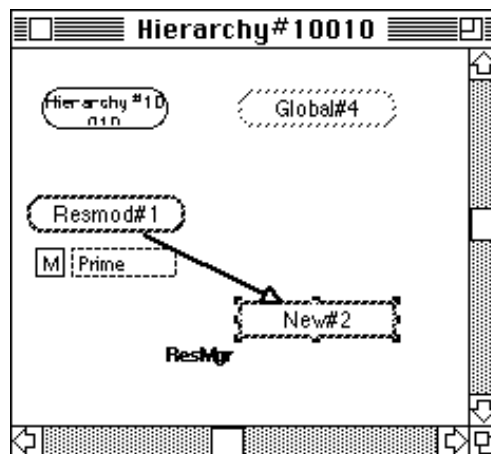 Hierarchy#10010
Hierarchy #10
010
Global#4
Resmod#1
M Prime
New#2
ResMgr